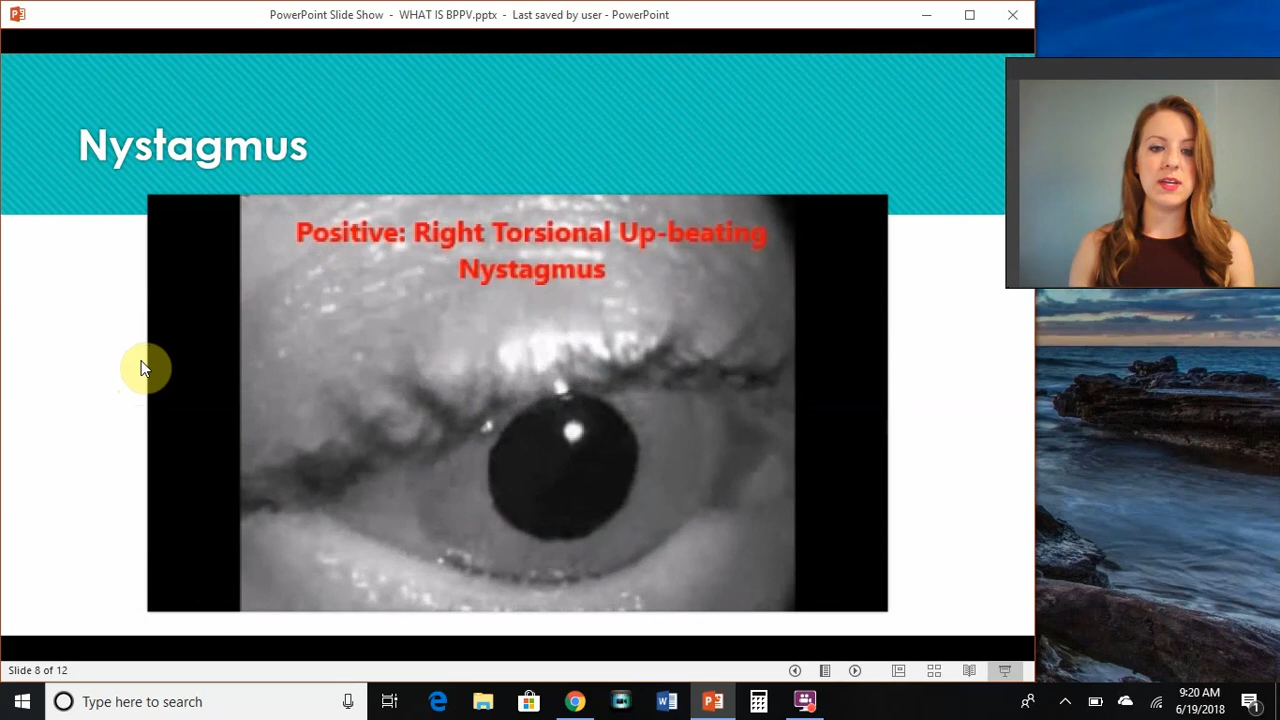 PowerPoint Slide Show - WHAT IS BPPV.pptx - Last saved by user - PowerPoint
Nystagmus
Positive: Right Torsional Up-beating
Nystagmus
Slide 8 of 12
Type here to search
9:20 AM
6/19/2018
1